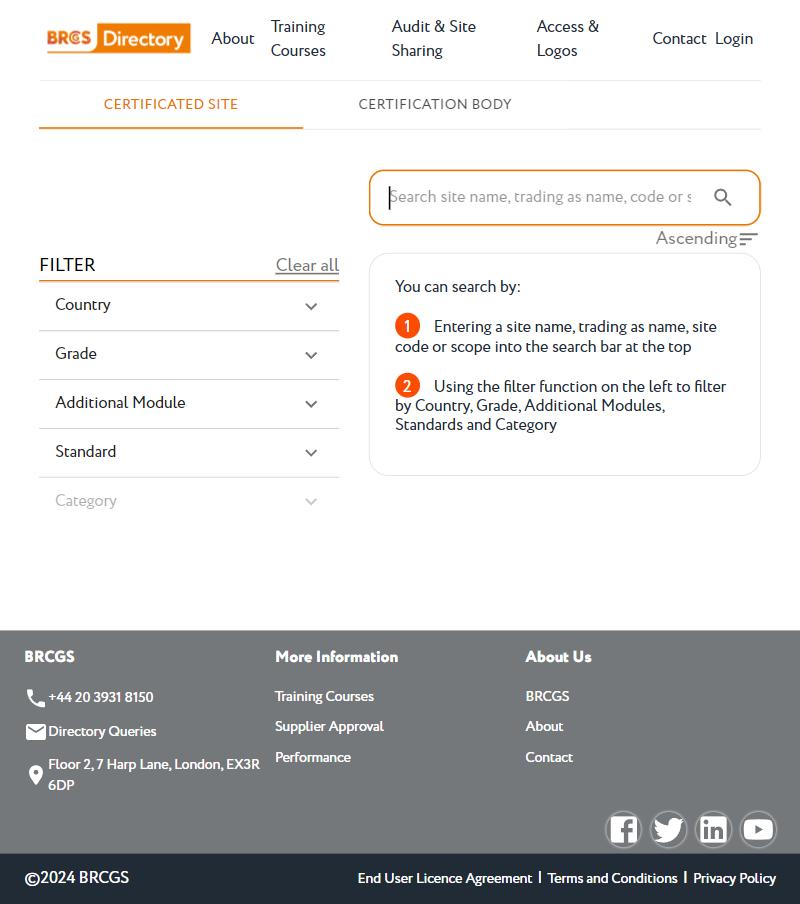 BRCGS Directory
About
Training
Courses
Audit & Site
Sharing
Access &
Logos
Contact
Login
CERTIFICATED SITE
CERTIFICATION BODY
Search site name, trading as name, code or s
Ascending
FILTER
Clear all
Country
Grade
Additional Module
Standard
Category
You can search by:
1 Entering a site name, trading as name, site
code or scope into the search bar at the top
2 Using the filter function on the left to filter
by Country, Grade, Additional Modules,
Standards and Category
BRCGS
+44 20 3931 8150
Directory Queries
Floor 2, 7 Harp Lane, London, EX3R
6DP
More Information
Training Courses
Supplier Approval
Performance
About Us
BRCGS
About
Contact
©2024 BRCGS
End User Licence Agreement | Terms and Conditions | Privacy Policy